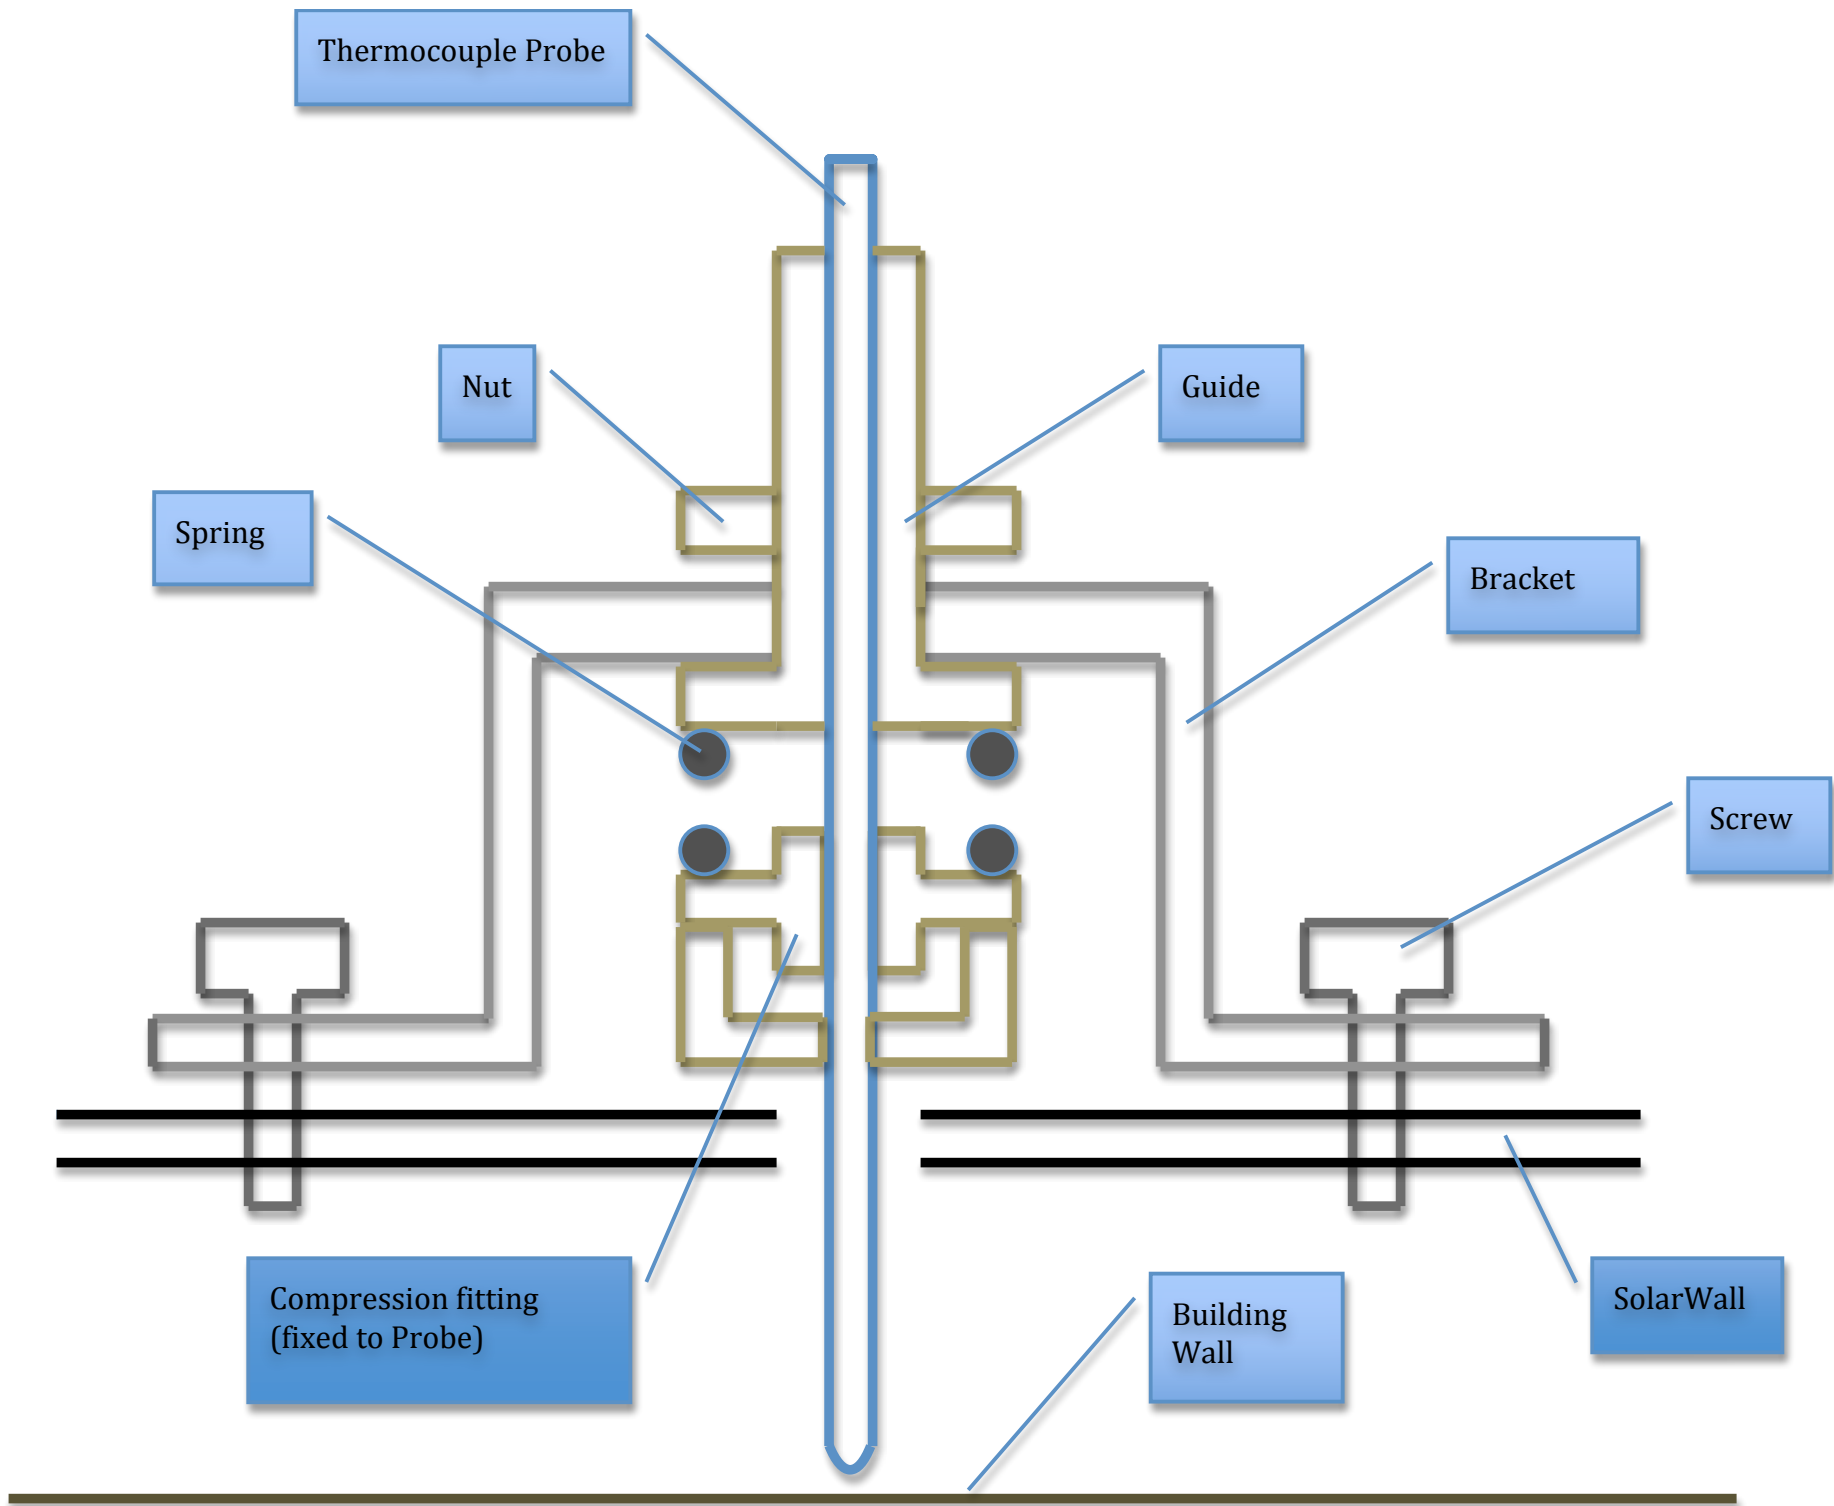 Thermocouple Probe
Nut
Guide
Spring
Bracket
Screw
Compression fitting
(fixed to Probe)
Building
Wall
SolarWall